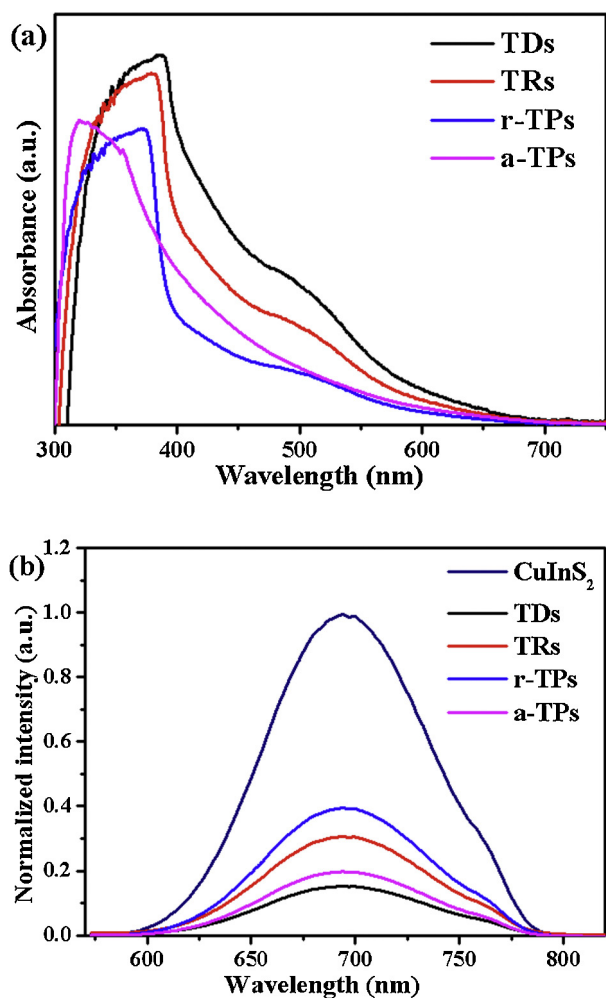 (a)
TDs
TRs
r-TPs
a-TPs
Absorbance (a.u.)
300 400 500 600 700
Wavelength (nm)
(b)
CuInS₂
TDs
TRs
r-TPs
a-TPs
Normalized intensity (a.u.)
1.2
1.0
0.8
0.6
0.4
0.2
0.0
600 650 700 750 800
Wavelength (nm)